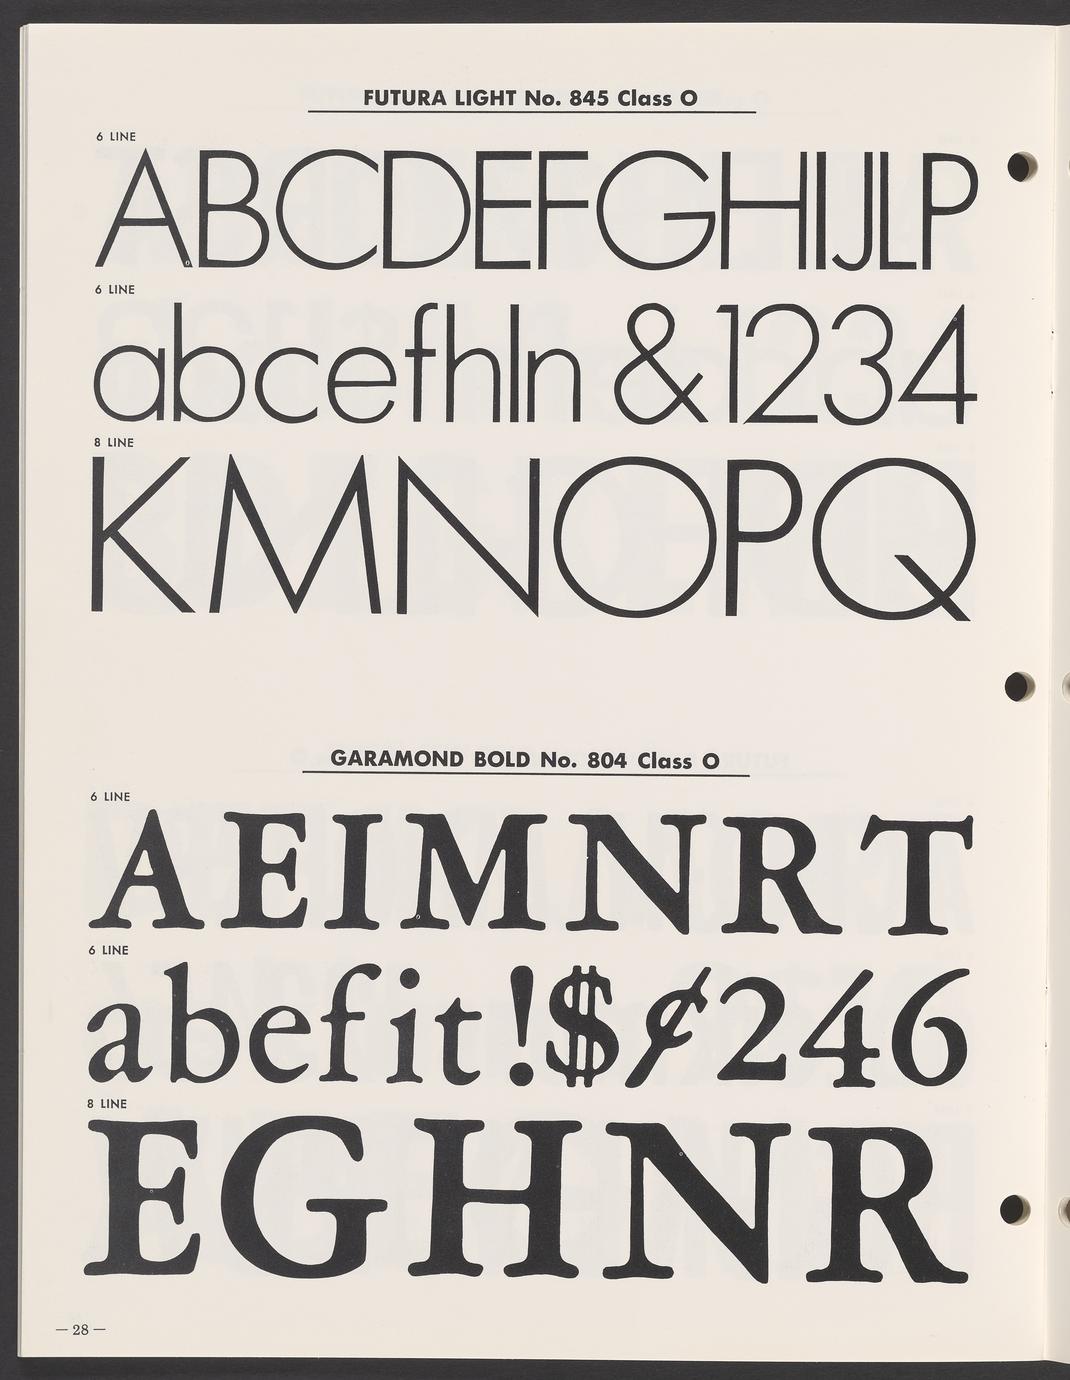 FUTURA LIGHT No. 845 Class O
6 LINE
ABCDEFGHIJLP
6 LINE
abcefhln &1234
8 LINE
KMNOPQ
GARAMOND BOLD No. 804 Class O
6 LINE
AEIMNRT
6 LINE
abefit!$¢246
8 LINE
EGHNR
— 28 —